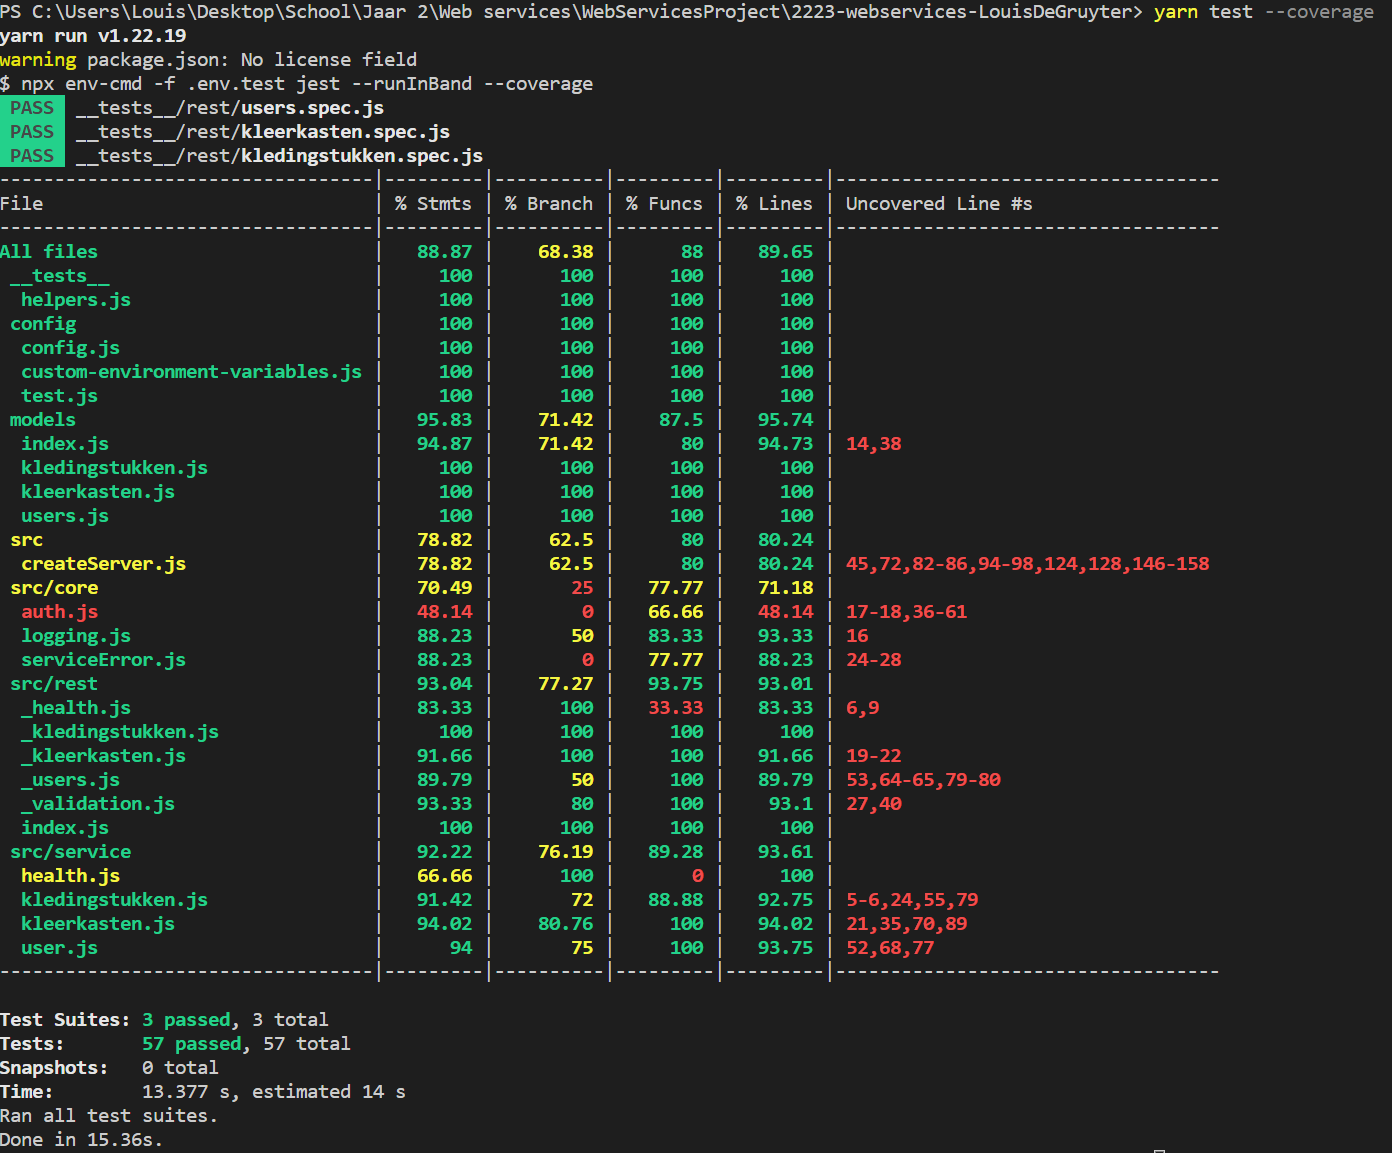 PS C:\Users\Louis\Desktop\School\Jaar 2\Web services\WebServicesProject\2223-webservices-LouisDeGruyter> yarn test --coverage
yarn run v1.22.19
warning package.json: No license field
$ npx env-cmd -f .env.test jest --runInBand --coverage
PASS __tests__/rest/users.spec.js
PASS __tests__/rest/kleerkasten.spec.js
PASS __tests__/rest/kledingstukken.spec.js
----------------------------------|---------|----------|---------|---------|-----------------------------------
File                              | % Stmts | % Branch | % Funcs | % Lines | Uncovered Line #s
----------------------------------|---------|----------|---------|---------|-----------------------------------
All files                         |   88.87 |    68.38 |      88 |   89.65 |
 __tests__                        |     100 |      100 |     100 |     100 |
  helpers.js                      |     100 |      100 |     100 |     100 |
 config                           |     100 |      100 |     100 |     100 |
  config.js                       |     100 |      100 |     100 |     100 |
  custom-environment-variables.js |     100 |      100 |     100 |     100 |
  test.js                         |     100 |      100 |     100 |     100 |
 models                           |   95.83 |    71.42 |    87.5 |   95.74 |
  index.js                        |   94.87 |    71.42 |      80 |   94.73 | 14,38
  kledingstukken.js               |     100 |      100 |     100 |     100 |
  kleerkasten.js                  |     100 |      100 |     100 |     100 |
  users.js                        |     100 |      100 |     100 |     100 |
 src                              |   78.82 |     62.5 |      80 |   80.24 |
  createServer.js                 |   78.82 |     62.5 |      80 |   80.24 | 45,72,82-86,94-98,124,128,146-158
 src/core                         |   70.49 |       25 |   77.77 |   71.18 |
  auth.js                         |   48.14 |        0 |   66.66 |   48.14 | 17-18,36-61
  logging.js                      |   88.23 |       50 |   83.33 |   93.33 | 16
  serviceError.js                 |   88.23 |        0 |   77.77 |   88.23 | 24-28
 src/rest                         |   93.04 |    77.27 |   93.75 |   93.01 |
  _health.js                      |   83.33 |      100 |   33.33 |   83.33 | 6,9
  _kledingstukken.js              |     100 |      100 |     100 |     100 |
  _kleerkasten.js                 |   91.66 |      100 |     100 |   91.66 | 19-22
  _users.js                       |   89.79 |       50 |     100 |   89.79 | 53,64-65,79-80
  _validation.js                  |   93.33 |       80 |     100 |    93.1 | 27,40
  index.js                        |     100 |      100 |     100 |     100 |
 src/service                      |   92.22 |    76.19 |   89.28 |   93.61 |
  health.js                       |   66.66 |      100 |       0 |     100 |
  kledingstukken.js               |   91.42 |       72 |   88.88 |   92.75 | 5-6,24,55,79
  kleerkasten.js                  |   94.02 |    80.76 |     100 |   94.02 | 21,35,70,89
  user.js                         |      94 |       75 |     100 |   93.75 | 52,68,77
----------------------------------|---------|----------|---------|---------|-----------------------------------
Test Suites: 3 passed, 3 total
Tests:       57 passed, 57 total
Snapshots:   0 total
Time:        13.377 s, estimated 14 s
Ran all test suites.
Done in 15.36s.